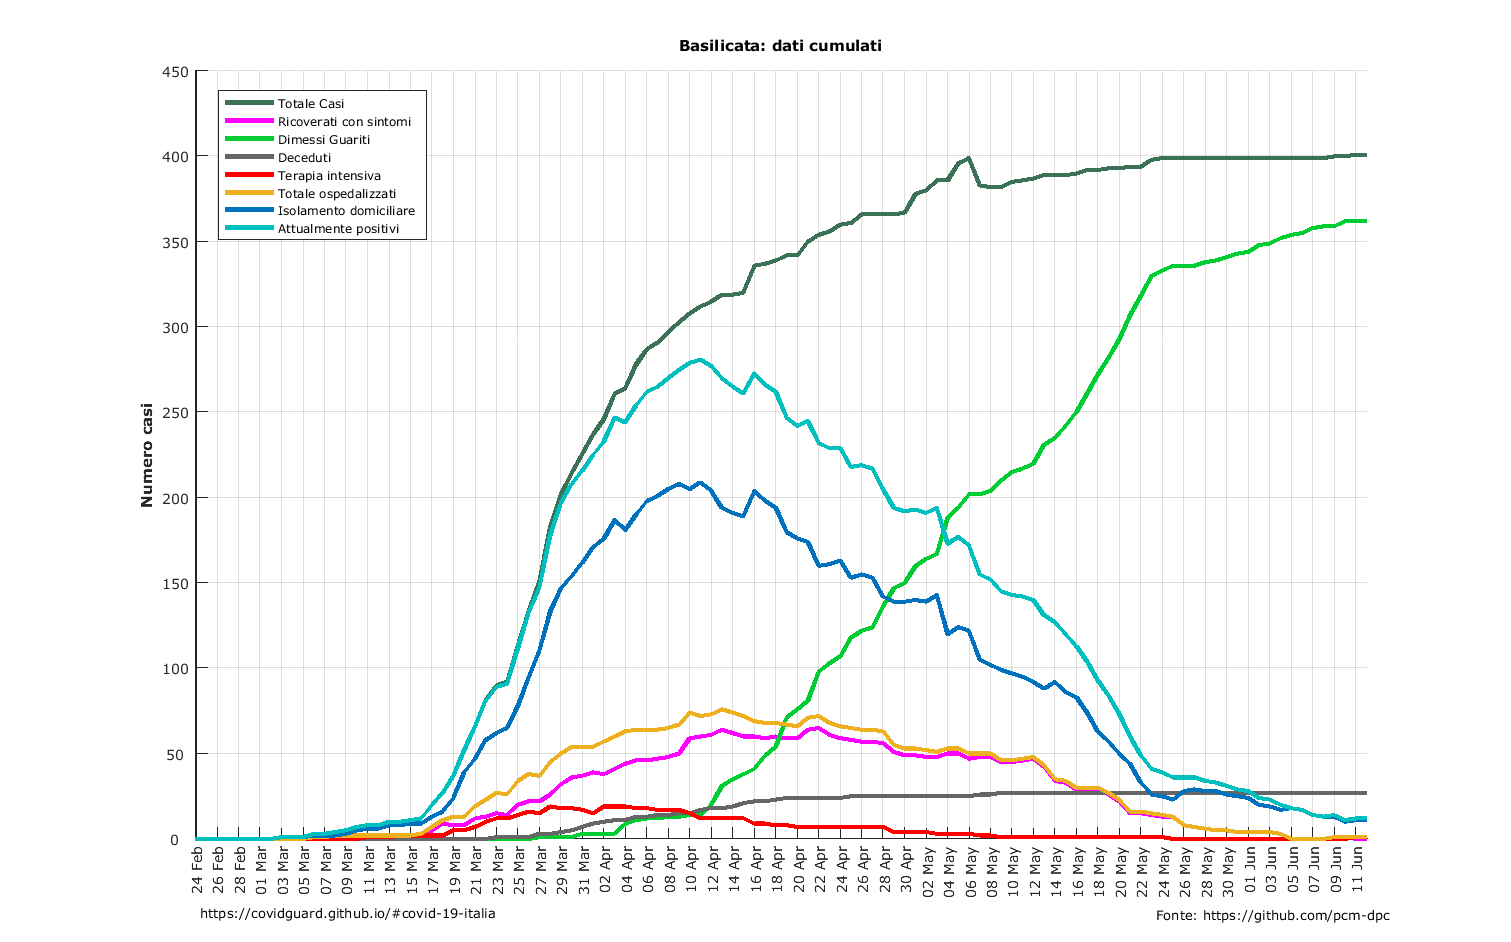 Basilicata: dati cumulati
Numero casi
450
400
350
300
250
200
150
100
50
0
Totale Casi
Ricoverati con sintomi
Dimessi Guariti
Deceduti
Terapia intensiva
Totale ospedalizzati
Isolamento domiciliare
Attualmente positivi
24 Feb
26 Feb
28 Feb
01 Mar
03 Mar
05 Mar
07 Mar
09 Mar
11 Mar
13 Mar
15 Mar
17 Mar
19 Mar
21 Mar
23 Mar
25 Mar
27 Mar
29 Mar
31 Mar
02 Apr
04 Apr
06 Apr
08 Apr
10 Apr
12 Apr
14 Apr
16 Apr
18 Apr
20 Apr
22 Apr
24 Apr
26 Apr
28 Apr
30 Apr
02 May
04 May
06 May
08 May
10 May
12 May
14 May
16 May
18 May
20 May
22 May
24 May
26 May
28 May
30 May
01 Jun
03 Jun
05 Jun
07 Jun
09 Jun
11 Jun
https://covidguard.github.io/#covid-19-italia
Fonte: https://github.com/pcm-dpc